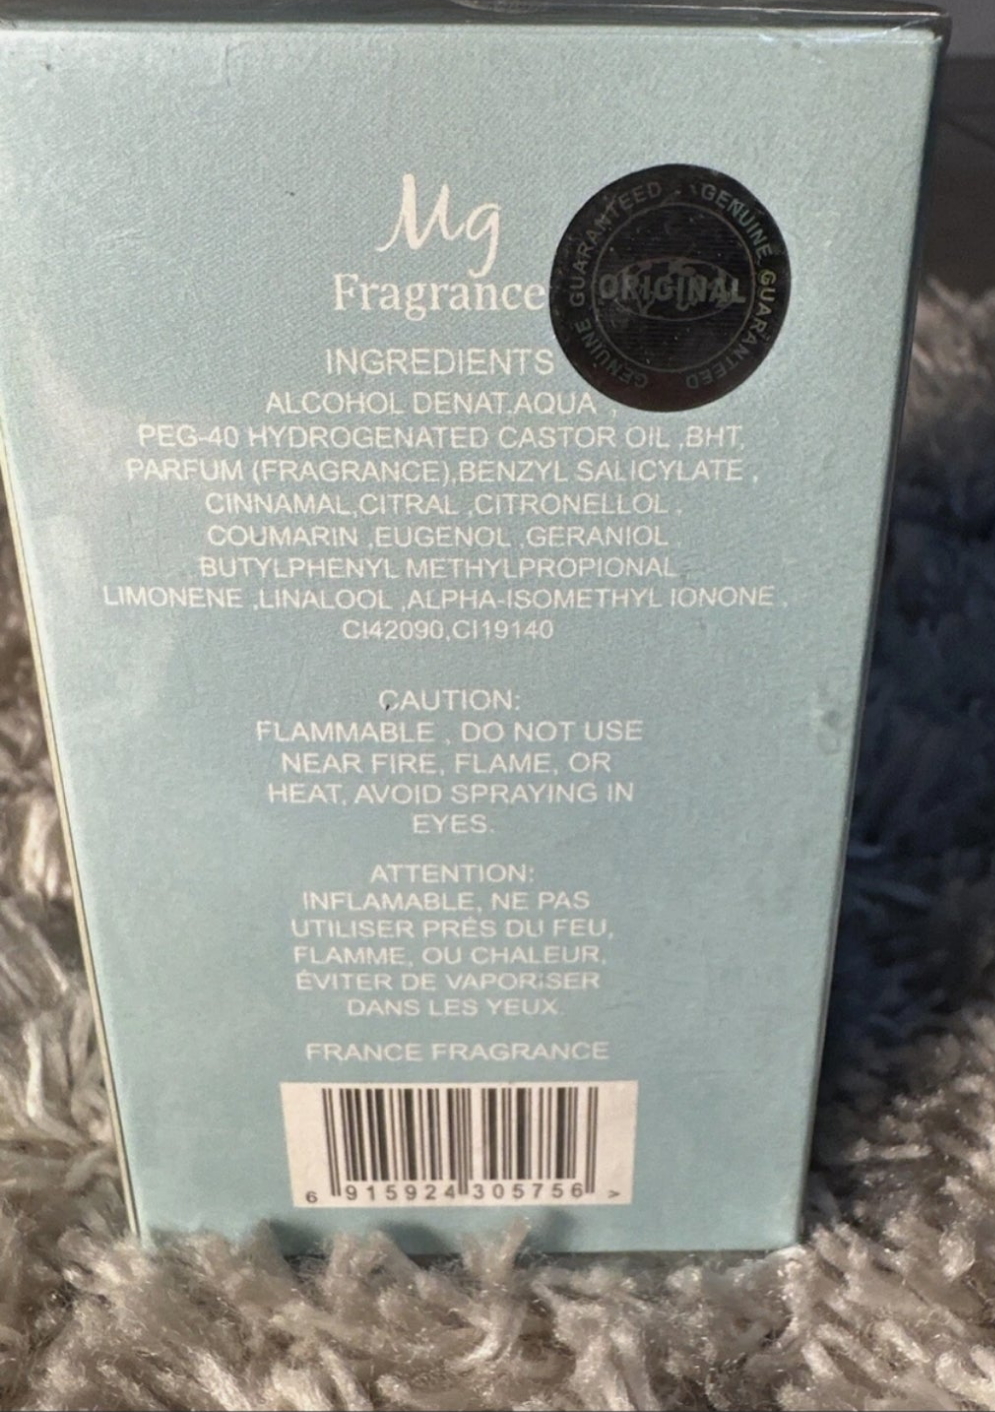 Mg
Fragrance
GENUINE GUARANTEED GENUINE GUARANTEED
ORIGINAL
INGREDIENTS
ALCOHOL DENAT.AQUA ,
PEG-40 HYDROGENATED CASTOR OIL ,BHT,
PARFUM (FRAGRANCE),BENZYL SALICYLATE ,
CINNAMAL,CITRAL ,CITRONELLOL ,
COUMARIN ,EUGENOL ,GERANIOL ,
BUTYLPHENYL METHYLPROPIONAL,
LIMONENE ,LINALOOL ,ALPHA-ISOMETHYL IONONE ,
CI42090,CI19140
CAUTION:
FLAMMABLE , DO NOT USE
NEAR FIRE, FLAME, OR
HEAT, AVOID SPRAYING IN
EYES.
ATTENTION:
INFLAMABLE, NE PAS
UTILISER PRÈS DU FEU,
FLAMME, OU CHALEUR,
ÉVITER DE VAPORISER
DANS LES YEUX
FRANCE FRAGRANCE
6 915924 305756 >